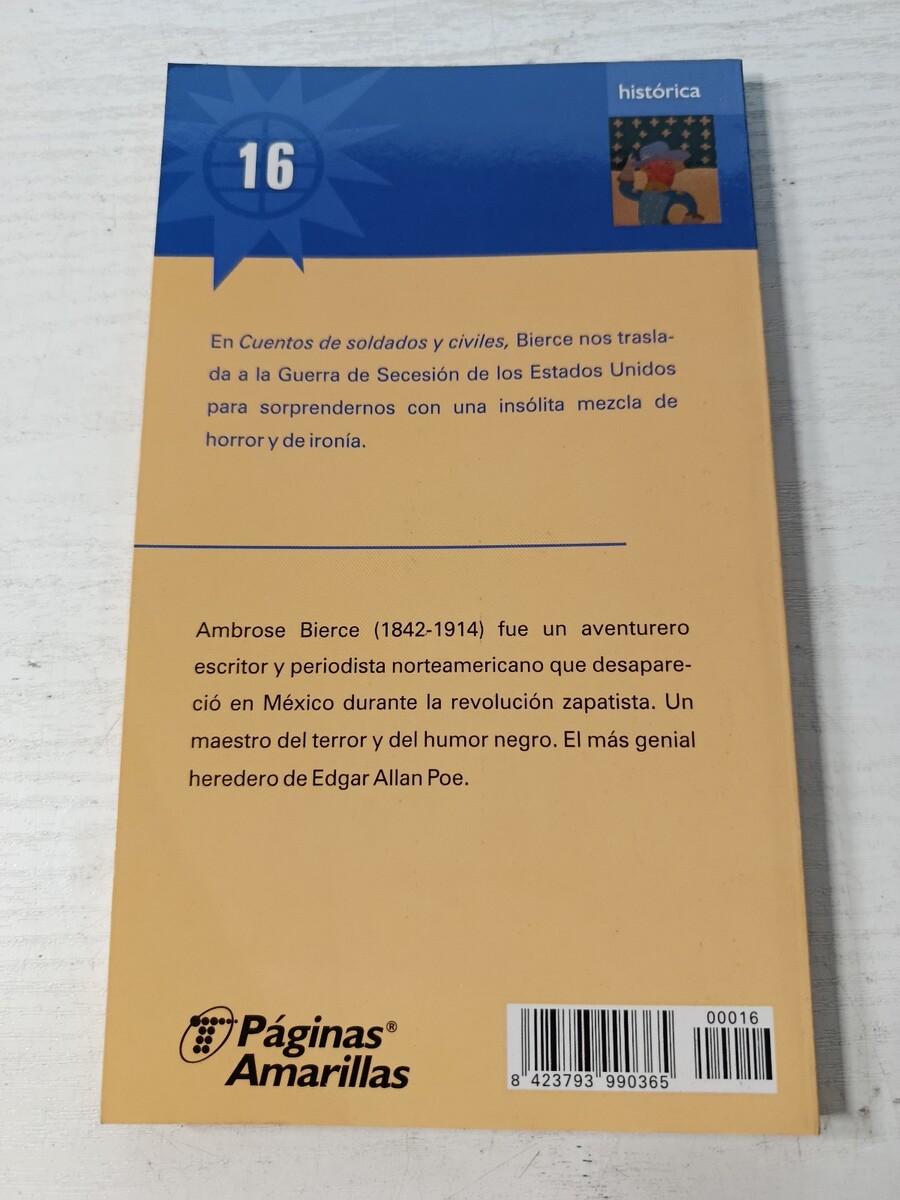 histórica
16
En Cuentos de soldados y civiles, Bierce nos trasla-
da a la Guerra de Secesión de los Estados Unidos
para sorprendernos con una insólita mezcla de
horror y de ironía.
Ambrose Bierce (1842-1914) fue un aventurero
escritor y periodista norteamericano que desapare-
ció en México durante la revolución zapatista. Un
maestro del terror y del humor negro. El más genial
heredero de Edgar Allan Poe.
Páginas®
Amarillas
00016
8 423793 990365